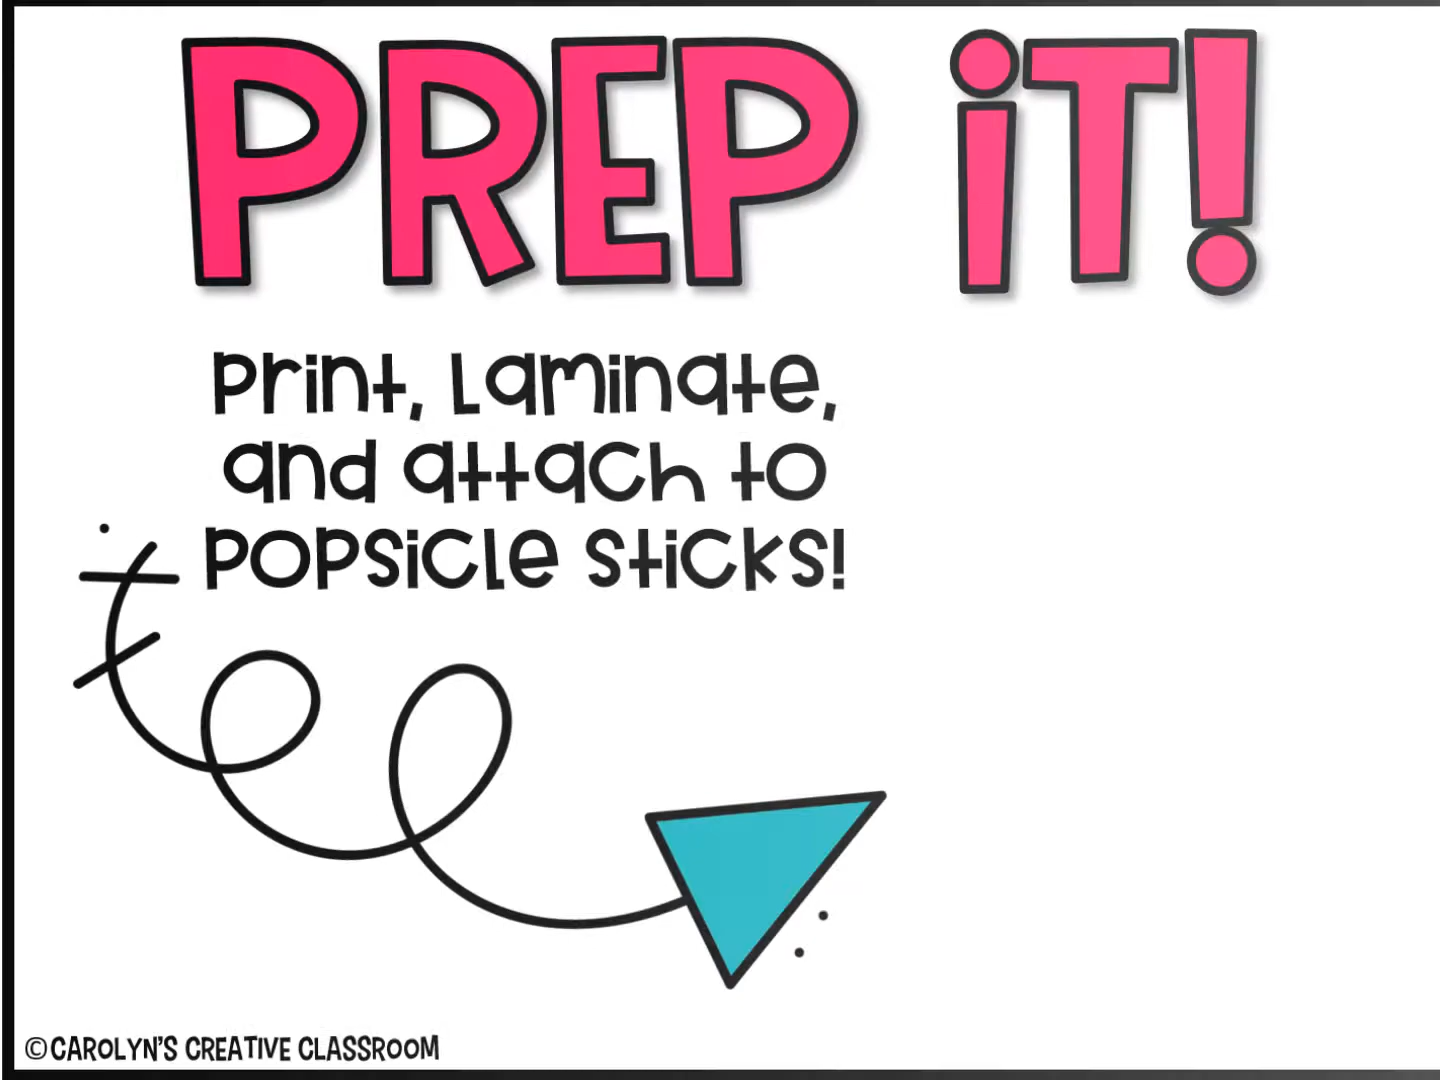 PREP iT!
Print, Laminate,
and attach to
popsicle sticks!
©CAROLYN'S CREATIVE CLASSROOM